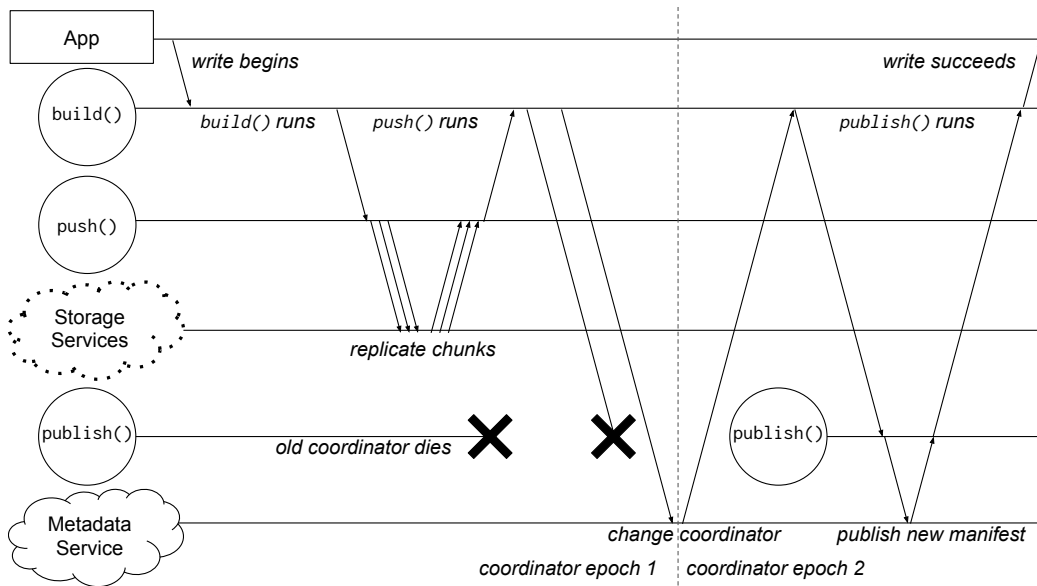 App
write begins
write succeeds
build()
build() runs
push() runs
publish() runs
push()
Storage
Services
replicate chunks
publish()
old coordinator dies
publish()
Metadata
Service
change coordinator
publish new manifest
coordinator epoch 1
coordinator epoch 2